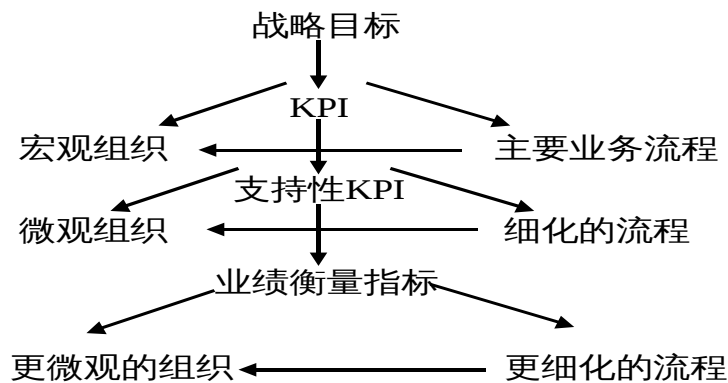 战略目标
KPI
宏观组织 主要业务流程
支持性KPI
微观组织 细化的流程
业绩衡量指标
更微观的组织 更细化的流程